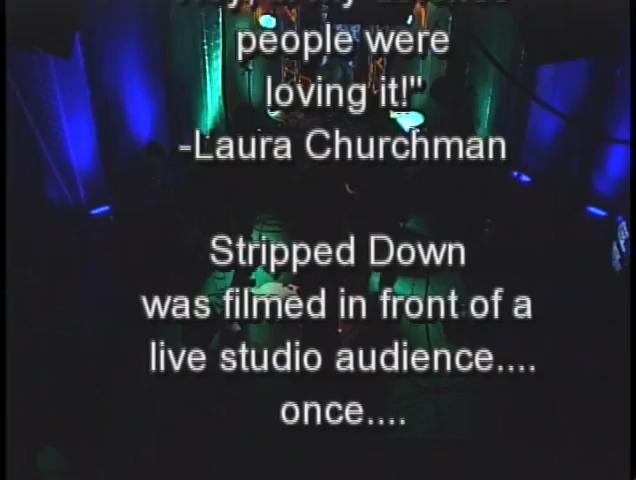 people were
loving it!"
-Laura Churchman
Stripped Down
was filmed in front of a
live studio audience....
once....